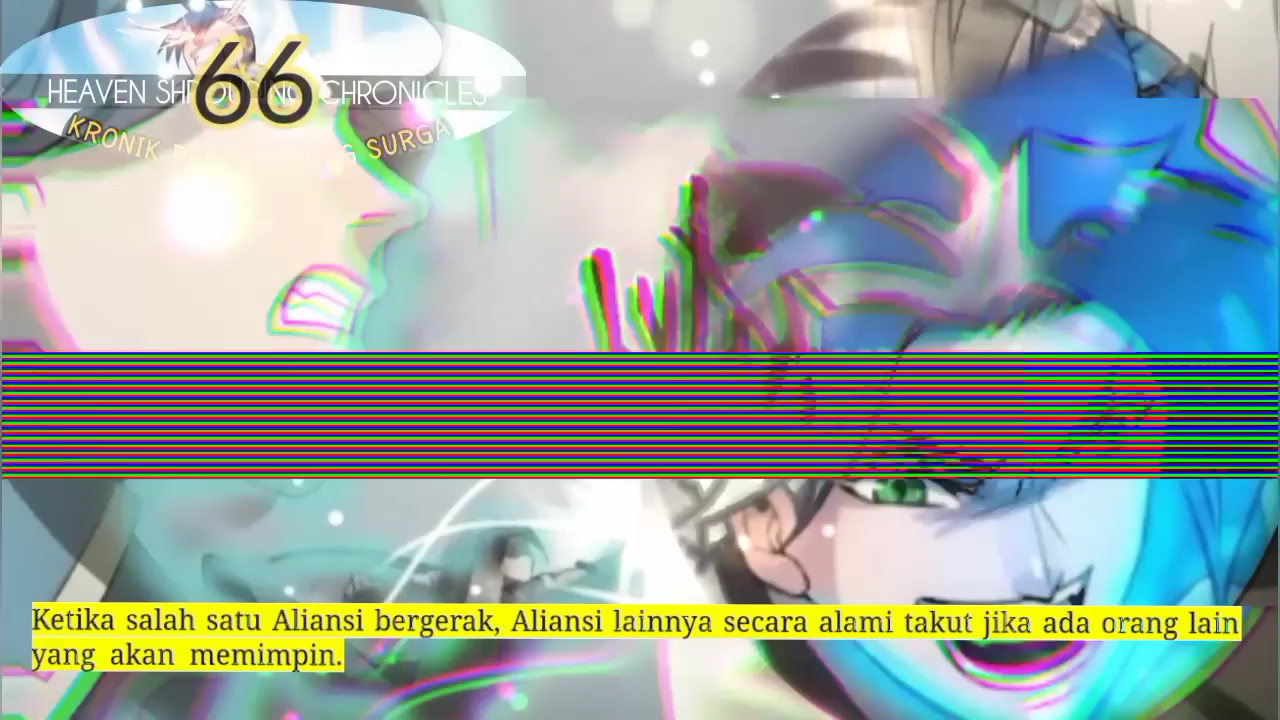 66
HEAVEN SHROUDING CHRONICLES
KRONIK SURGA
Ketika salah satu Aliansi bergerak, Aliansi lainnya secara alami takut jika ada orang lain
yang akan memimpin.